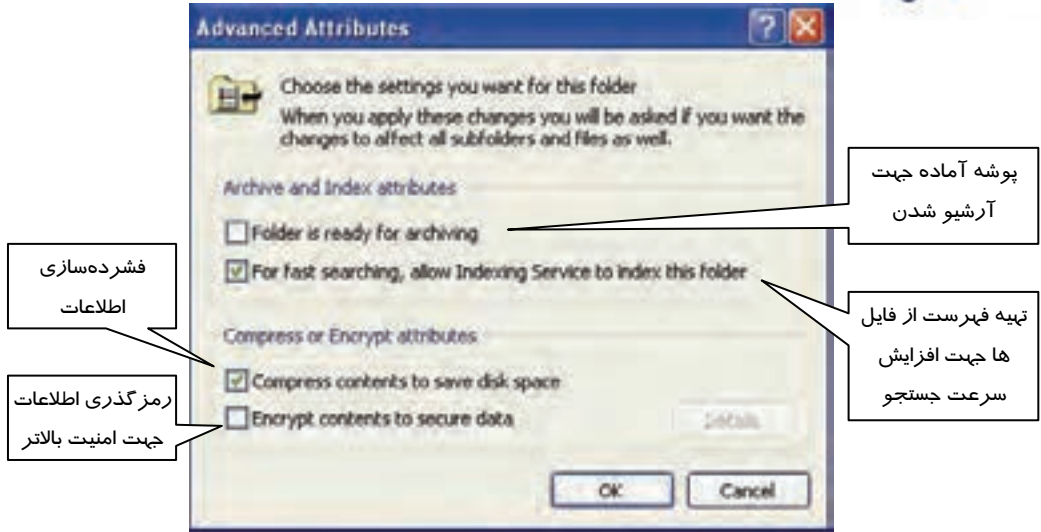 Advanced Attributes
Choose the settings you want for this folder
When you apply these changes you will be asked if you want the
changes to affect all subfolders and files as well.
Archive and Index attributes
Folder is ready for archiving
For fast searching, allow Indexing Service to index this folder
Compress or Encrypt attributes
Compress contents to save disk space
Encrypt contents to secure data
Details
OK
Cancel
پوشه آماده جهت
آرشیو شدن
تهیه فهرست از فایل
ها جهت افزایش
سرعت جستجو
فشرده‌سازی
اطلاعات
رمز گذری اطلاعات
جهت امنیت بالاتر